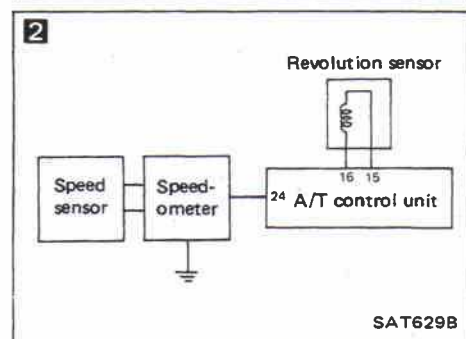 2
Revolution sensor
16 15
Speed
sensor
Speed-
ometer
24 A/T control unit
SAT629B